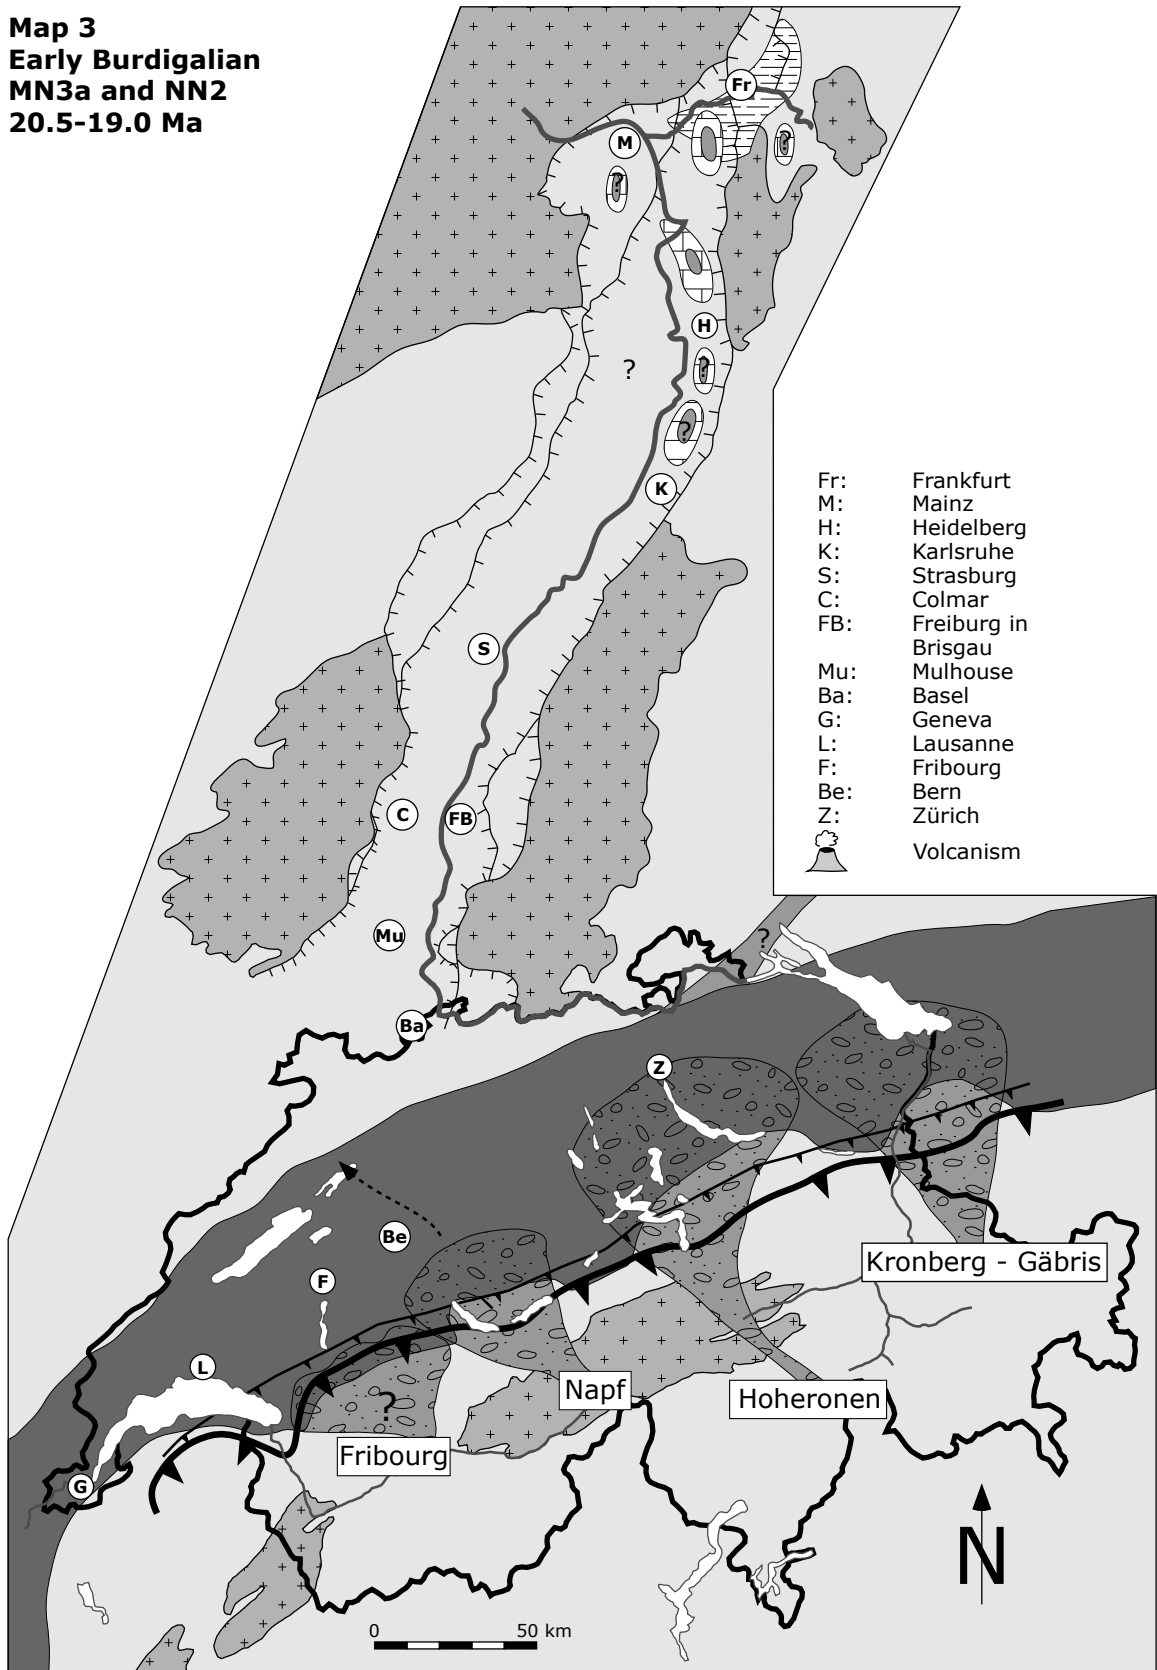 Map 3
Early Burdigalian
MN3a and NN2
20.5-19.0 Ma
Fr
M
?
?
H
?
?
?
K
S
C
FB
Mu
Ba
?
Z
Be
F
L
G
?
Fr: Frankfurt
M: Mainz
H: Heidelberg
K: Karlsruhe
S: Strasburg
C: Colmar
FB: Freiburg in
Brisgau
Mu: Mulhouse
Ba: Basel
G: Geneva
L: Lausanne
F: Fribourg
Be: Bern
Z: Zürich
Volcanism
Kronberg - Gäbris
Napf
Hoheronen
Fribourg
N
0 50 km